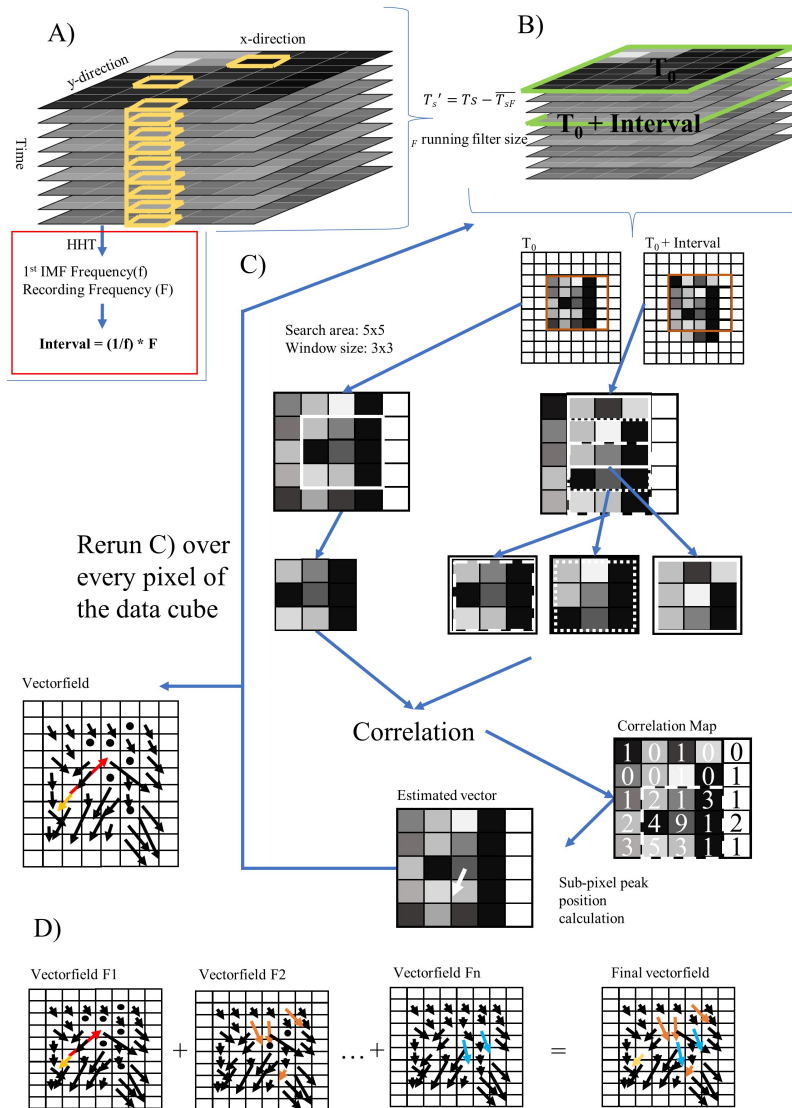 A)
x-direction
y-direction
Time
B)
T₀
T₀ + Interval
Tₛ' = Ts − T̅ₛF̅
F running filter size
HHT
1st IMF Frequency(f)
Recording Frequency (F)
Interval = (1/f) * F
C)
T₀
T₀ + Interval
Search area: 5x5
Window size: 3x3
Rerun C) over
every pixel of
the data cube
Vectorfield
Correlation
Correlation Map
1 0 1 0 0
0 0 1 0 1
1 2 1 3 1
2 4 9 1 2
3 5 3 1 1
Estimated vector
Sub-pixel peak
position
calculation
D)
Vectorfield F1
Vectorfield F2
Vectorfield Fn
Final vectorfield
+ ... + =